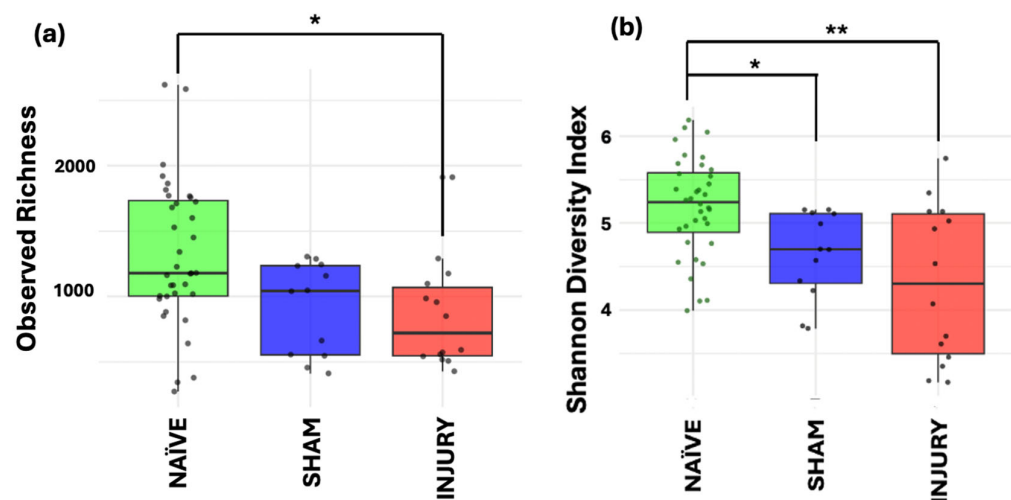 (a)
*
Observed Richness
2000
1000
NAÏVE
SHAM
INJURY
(b)
**
*
Shannon Diversity Index
6
5
4
NAÏVE
SHAM
INJURY